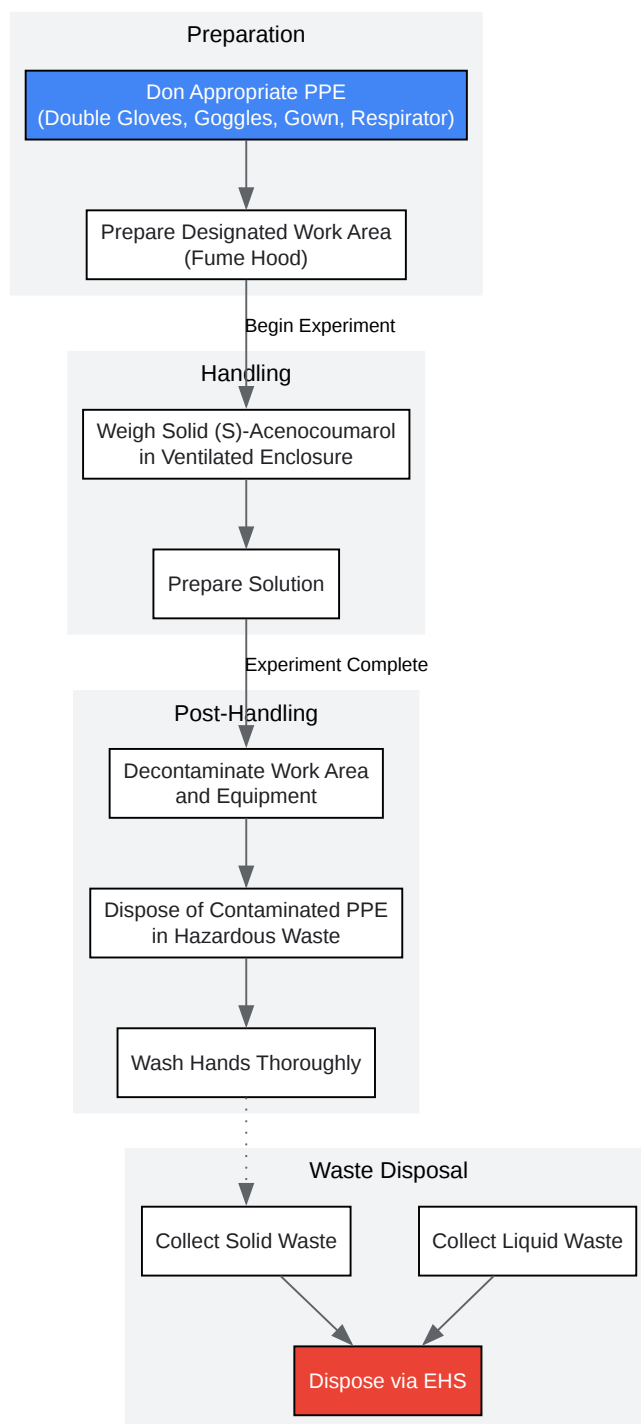 Preparation
Don Appropriate PPE
(Double Gloves, Goggles, Gown, Respirator)
Prepare Designated Work Area
(Fume Hood)
Begin Experiment
Handling
Weigh Solid (S)-Acenocoumarol
in Ventilated Enclosure
Prepare Solution
Experiment Complete
Post-Handling
Decontaminate Work Area
and Equipment
Dispose of Contaminated PPE
in Hazardous Waste
Wash Hands Thoroughly
Waste Disposal
Collect Solid Waste
Collect Liquid Waste
Dispose via EHS